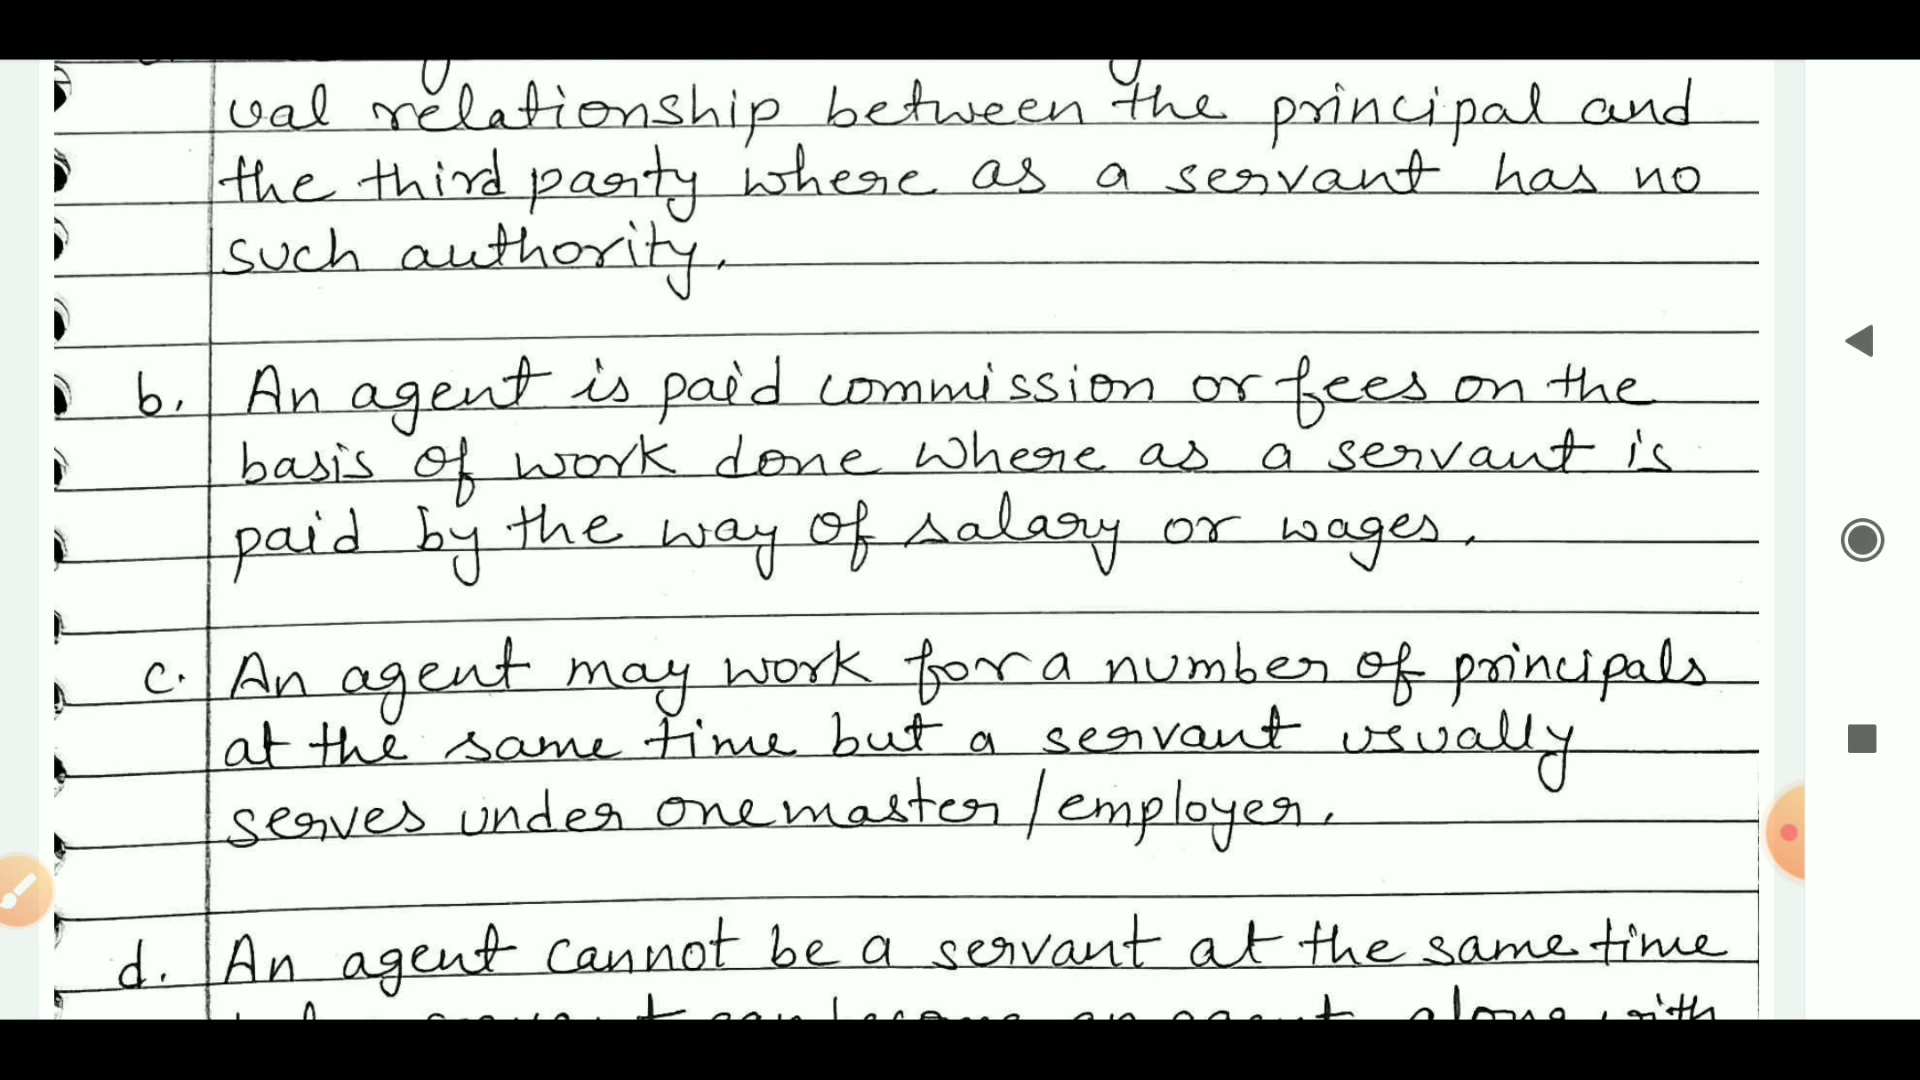 ual relationship between the principal and
the third party where as a servant has no
such authority.
b. An agent is paid commission or fees on the
basis of work done where as a servant is
paid by the way of salary or wages.
c. An agent may work for a number of principals
at the same time but a servant usually
serves under one master/employer.
d. An agent cannot be a servant at the same time